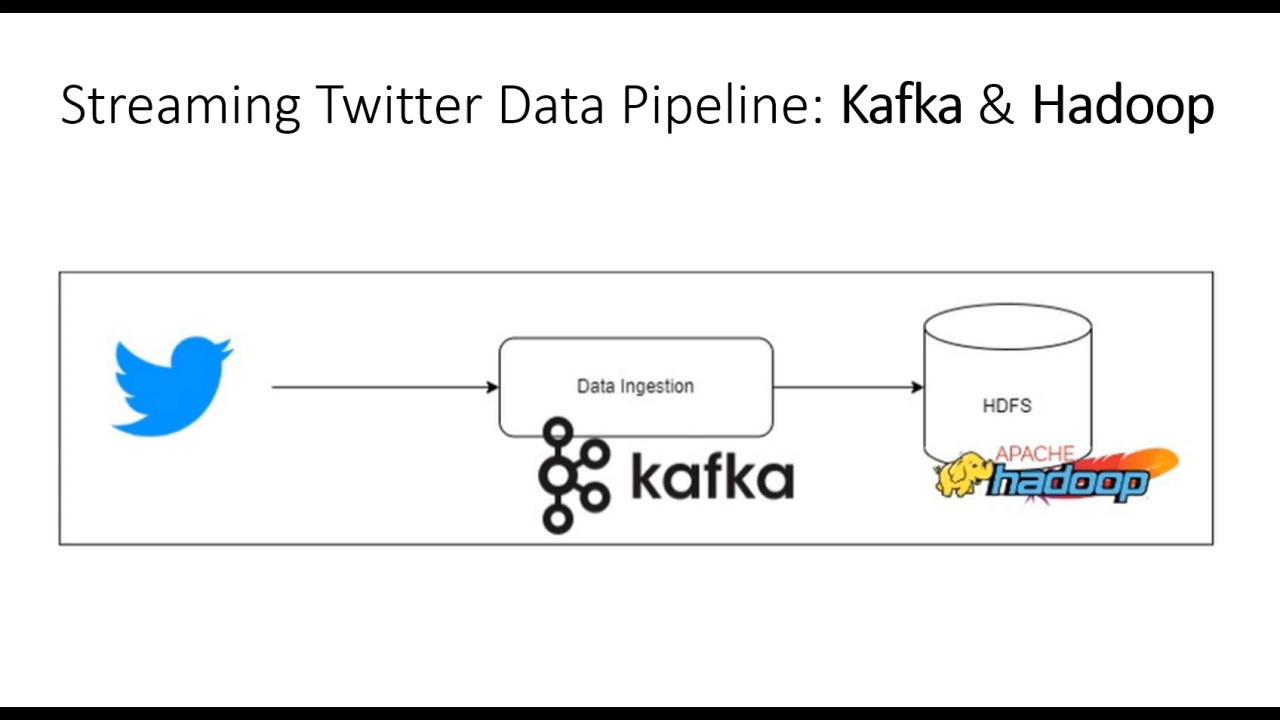 Streaming Twitter Data Pipeline: Kafka & Hadoop
Data Ingestion
HDFS
kafka
APACHE
hadoop